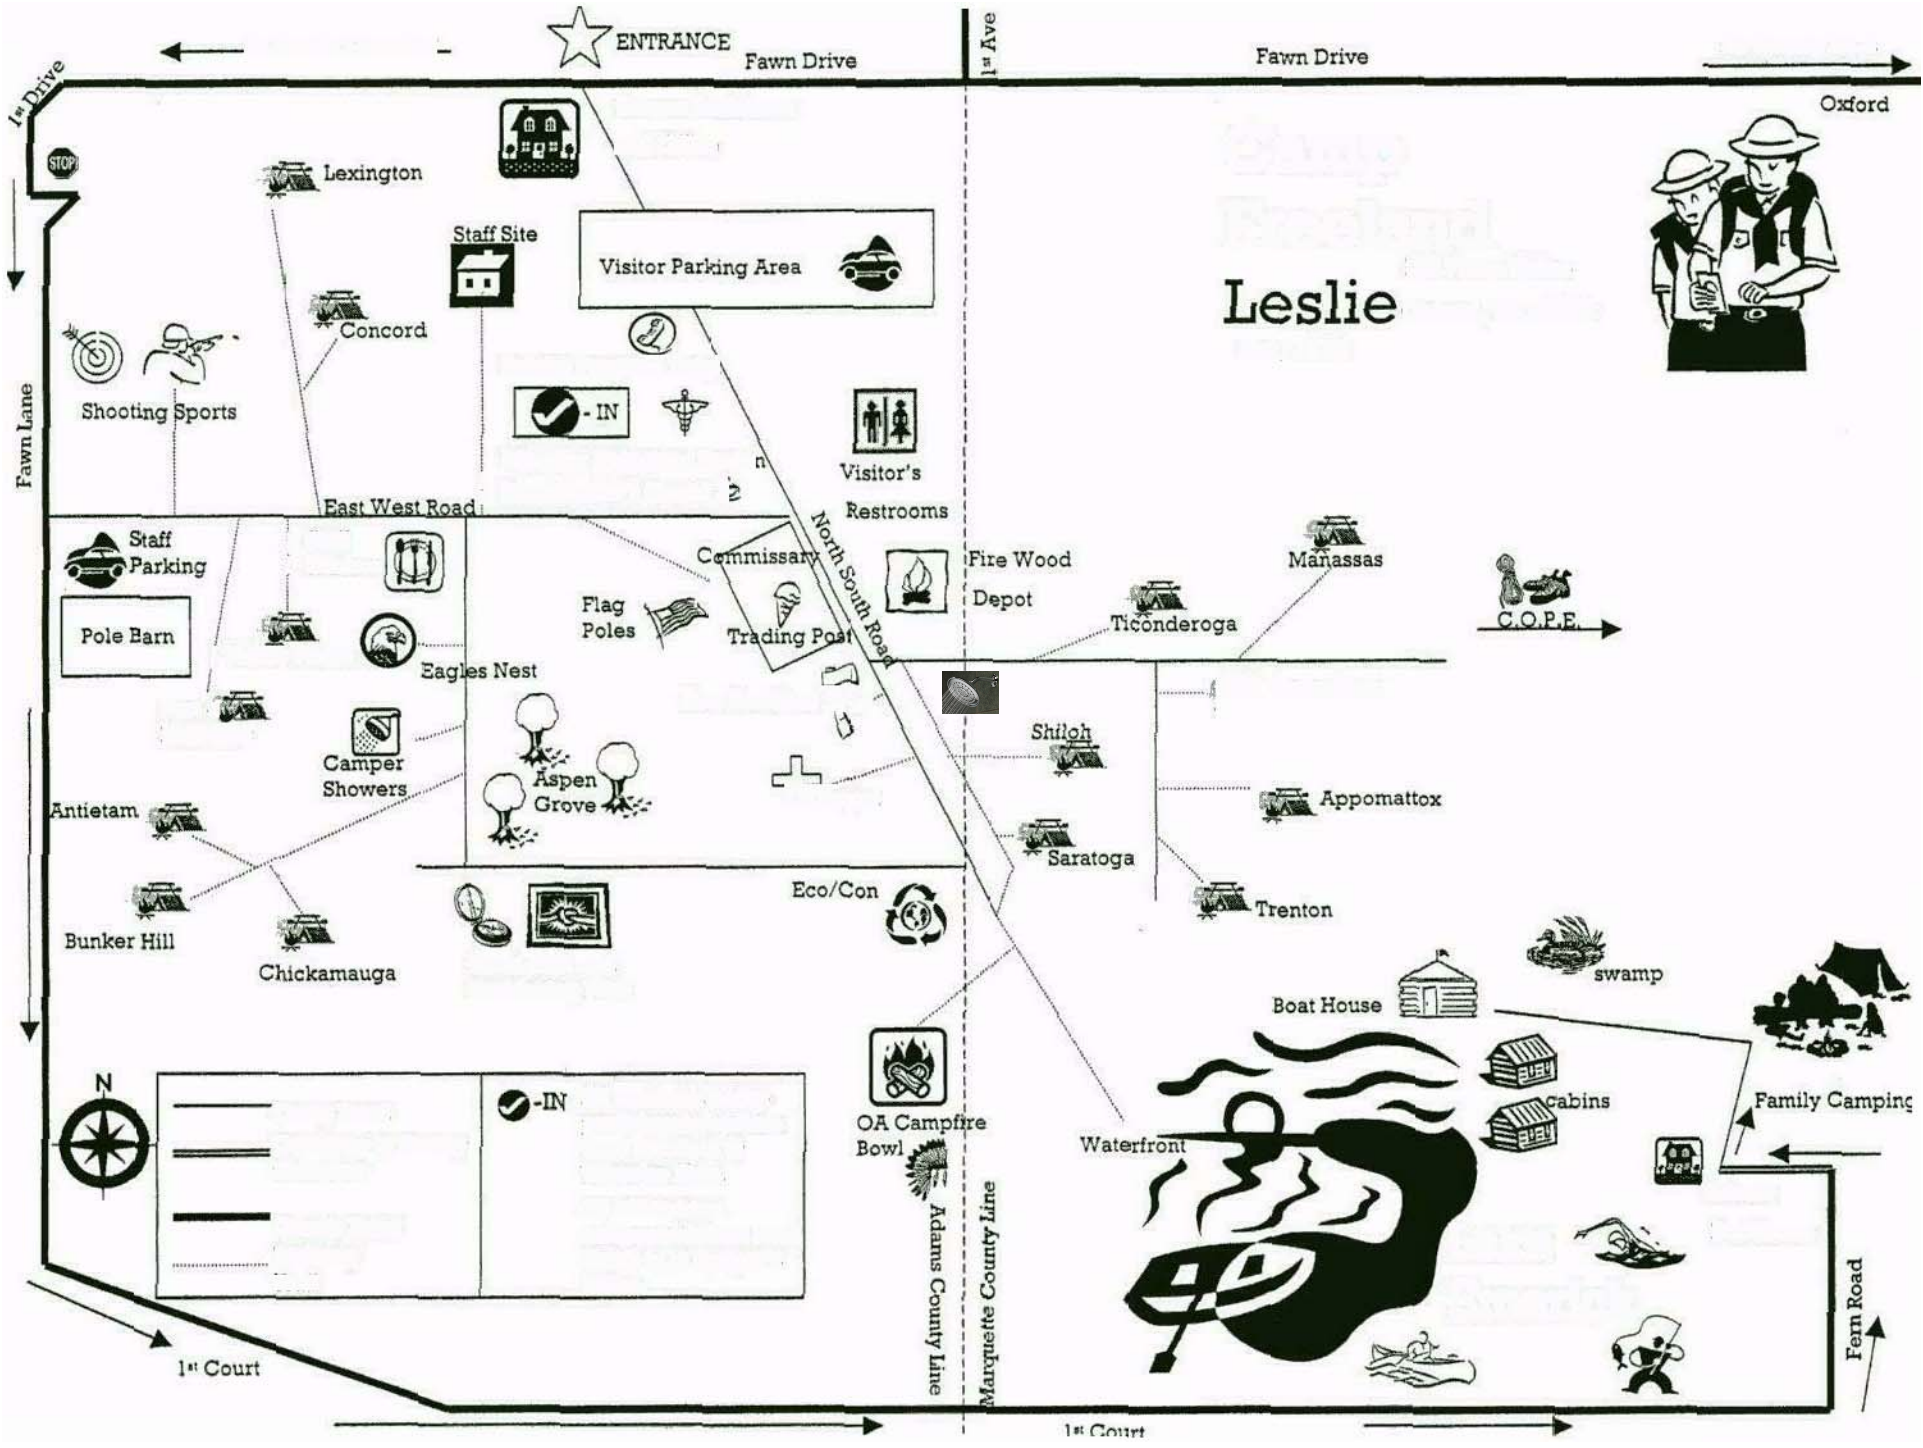 ENTRANCE
Fawn Drive
1st Ave
Fawn Drive
1st Drive
Oxford
STOP
Lexington
Staff Site
Visitor Parking Area
Leslie
Concord
Shooting Sports
Fawn Lane
- IN
Visitor's
Restrooms
East West Road
North South Road
Staff
Parking
Commissary
Fire Wood
Depot
Manassas
Flag
Poles
Trading Post
Ticonderoga
C.O.P.E.
Pole Barn
Eagles Nest
Shiloh
Camper
Showers
Aspen
Grove
Antietam
Appomattox
Saratoga
Bunker Hill
Chickamauga
Eco/Con
Trenton
swamp
Boat House
N
-IN
OA Campfire
Bowl
cabins
Family Camping
Waterfront
Adams County Line
Marquette County Line
Fern Road
1st Court
1st Court